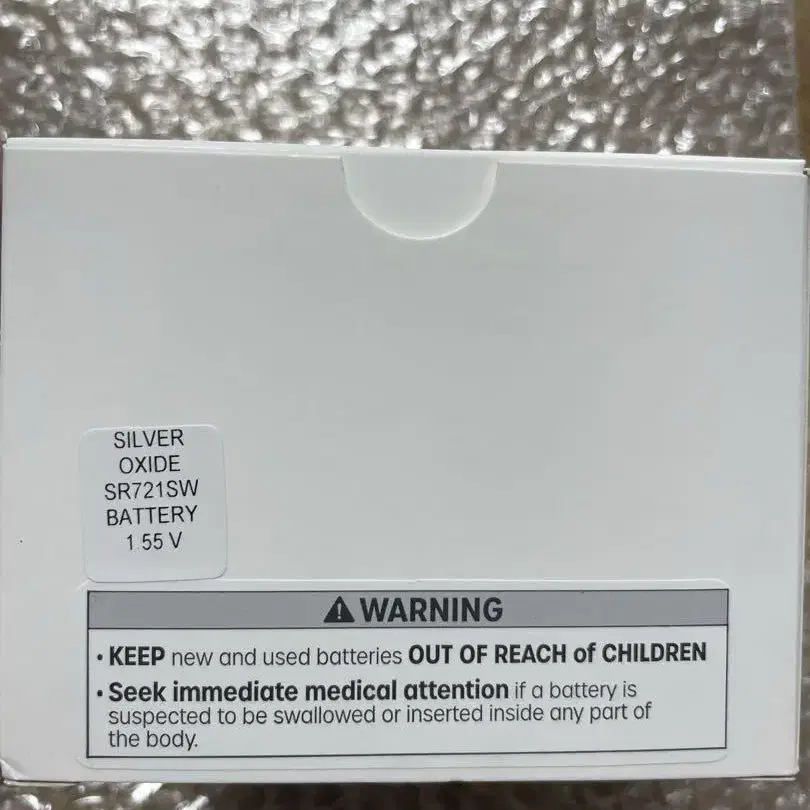 SILVER
OXIDE
SR721SW
BATTERY
1.55 V
⚠ WARNING
• KEEP new and used batteries OUT OF REACH of CHILDREN
• Seek immediate medical attention if a battery is
suspected to be swallowed or inserted inside any part of
the body.